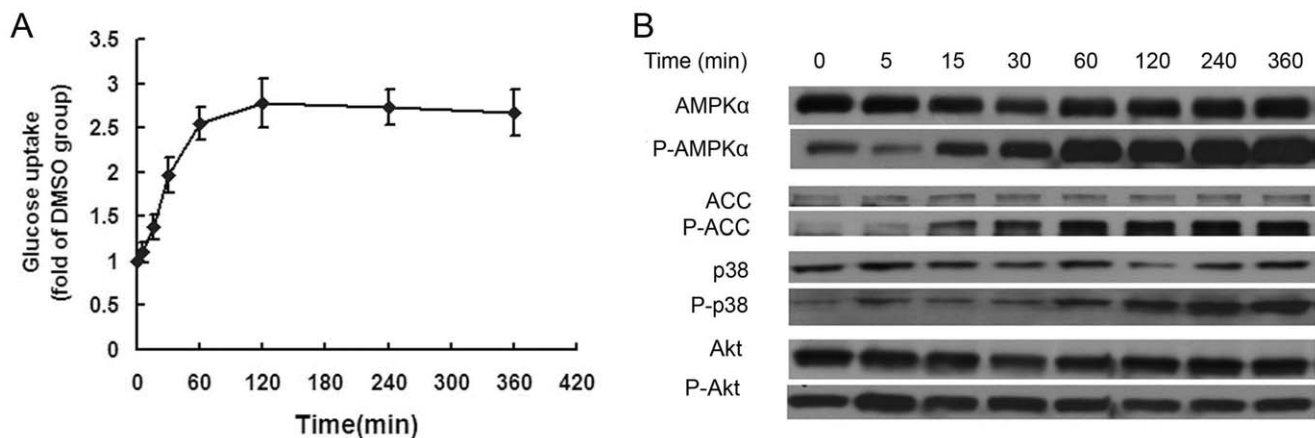 A
Glucose uptake
(fold of DMSO group)
3.5
3
2.5
2
1.5
1
0.5
0
0 60 120 180 240 300 360 420
Time(min)
B
Time (min) 0 5 15 30 60 120 240 360
AMPKα
P-AMPKα
ACC
P-ACC
p38
P-p38
Akt
P-Akt